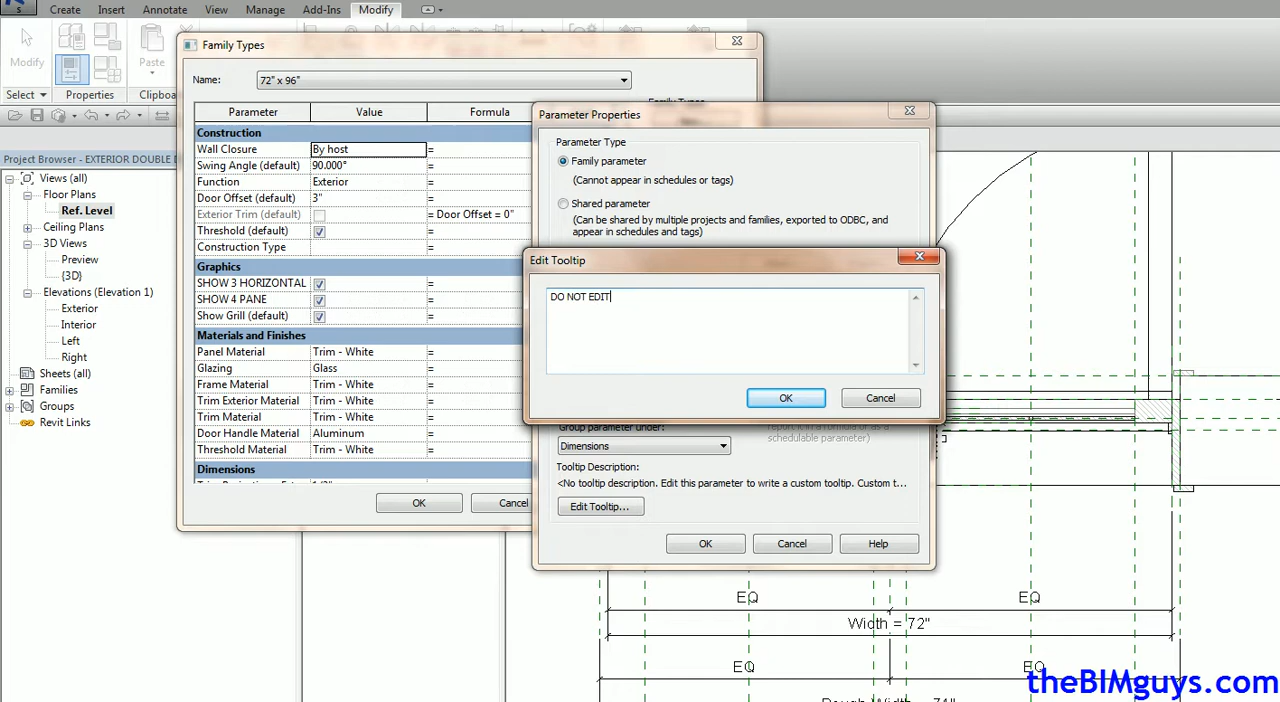 Create Insert Annotate View Manage Add-Ins Modify
S
Modify
Paste
Select Properties Clipboa
Family Types
Name: 72" x 96"
Parameter Value Formula
Construction
Wall Closure By host =
Swing Angle (default) 90.000° =
Function Exterior =
Door Offset (default) 3" =
Exterior Trim (default) = Door Offset = 0"
Threshold (default) =
Construction Type =
Graphics
SHOW 3 HORIZONTAL =
SHOW 4 PANE =
Show Grill (default) =
Materials and Finishes
Panel Material Trim - White =
Glazing Glass =
Frame Material Trim - White =
Trim Exterior Material Trim - White =
Trim Material Trim - White =
Door Handle Material Aluminum =
Threshold Material Trim - White =
Dimensions
OK Cancel
Project Browser - EXTERIOR DOUBLE D
Views (all)
Floor Plans
Ref. Level
Ceiling Plans
3D Views
Preview
{3D}
Elevations (Elevation 1)
Exterior
Interior
Left
Right
Sheets (all)
Families
Groups
Revit Links
Parameter Properties
Parameter Type
Family parameter
(Cannot appear in schedules or tags)
Shared parameter
(Can be shared by multiple projects and families, exported to ODBC, and
appear in schedules and tags)
Edit Tooltip
DO NOT EDIT
OK Cancel
Group parameter under:
report it in a formula or as a
schedulable parameter)
Dimensions
Tooltip Description:
<No tooltip description. Edit this parameter to write a custom tooltip. Custom t...
Edit Tooltip...
OK Cancel Help
EQ EQ
Width = 72"
EQ EQ
theBIMguys.com